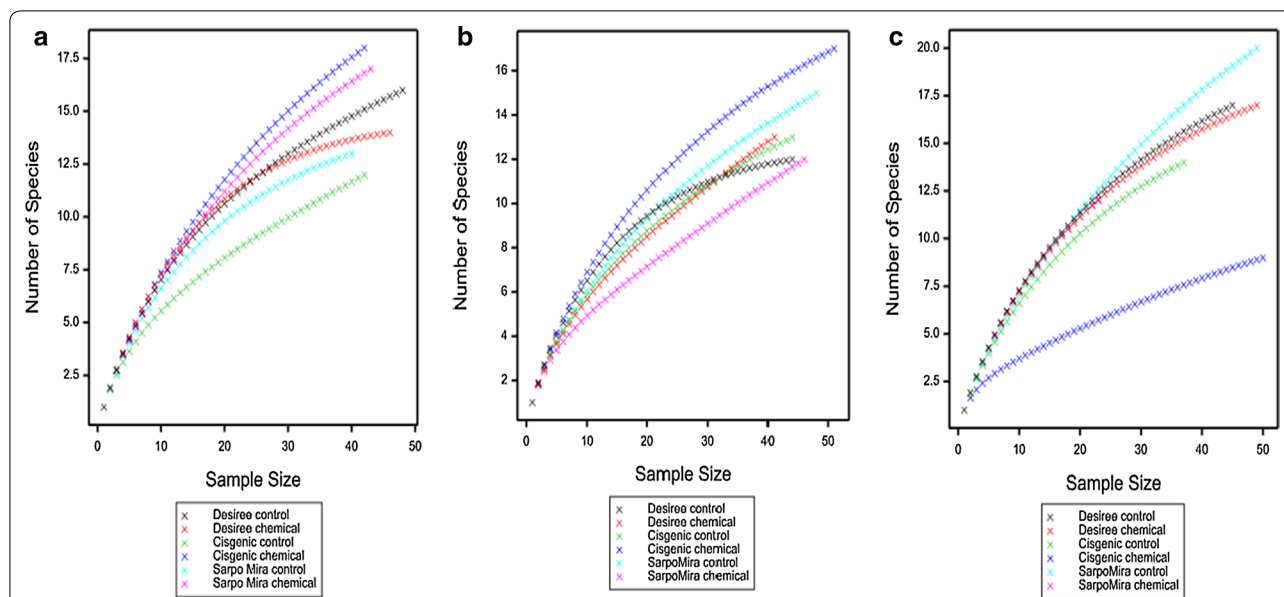 a
Number of Species
17.5
15.0
12.5
10.0
7.5
5.0
2.5
0 10 20 30 40 50
Sample Size
× Desiree control
× Desiree chemical
× Cisgenic control
× Cisgenic chemical
× Sarpo Mira control
× Sarpo Mira chemical
b
Number of Species
16
14
12
10
8
6
4
2
0 10 20 30 40 50
Sample Size
× Desiree control
× Desiree chemical
× Cisgenic control
× Cisgenic chemical
× SarpoMira control
× SarpoMira chemical
c
Number of Species
20.0
17.5
15.0
12.5
10.0
7.5
5.0
2.5
0 10 20 30 40 50
Sample Size
× Desiree control
× Desiree chemical
× Cisgenic control
× Cisgenic chemical
× SarpoMira control
× SarpoMira chemical